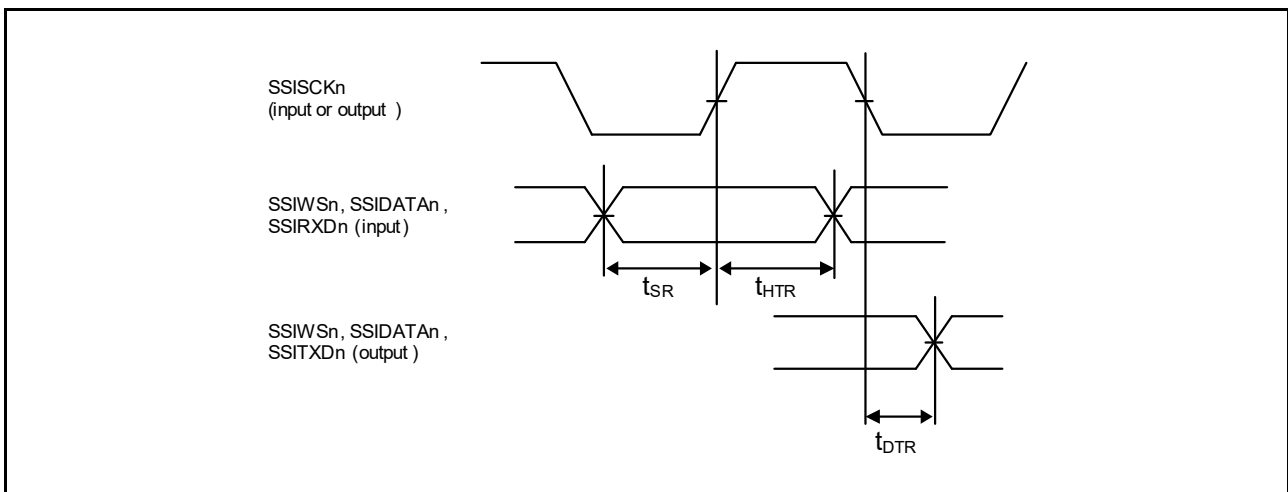 SSISCKn
(input or output )
SSIWSn, SSIDATAn ,
SSIRXDn (input)
tSR
tHTR
SSIWSn, SSIDATAn ,
SSITXDn (output )
tDTR